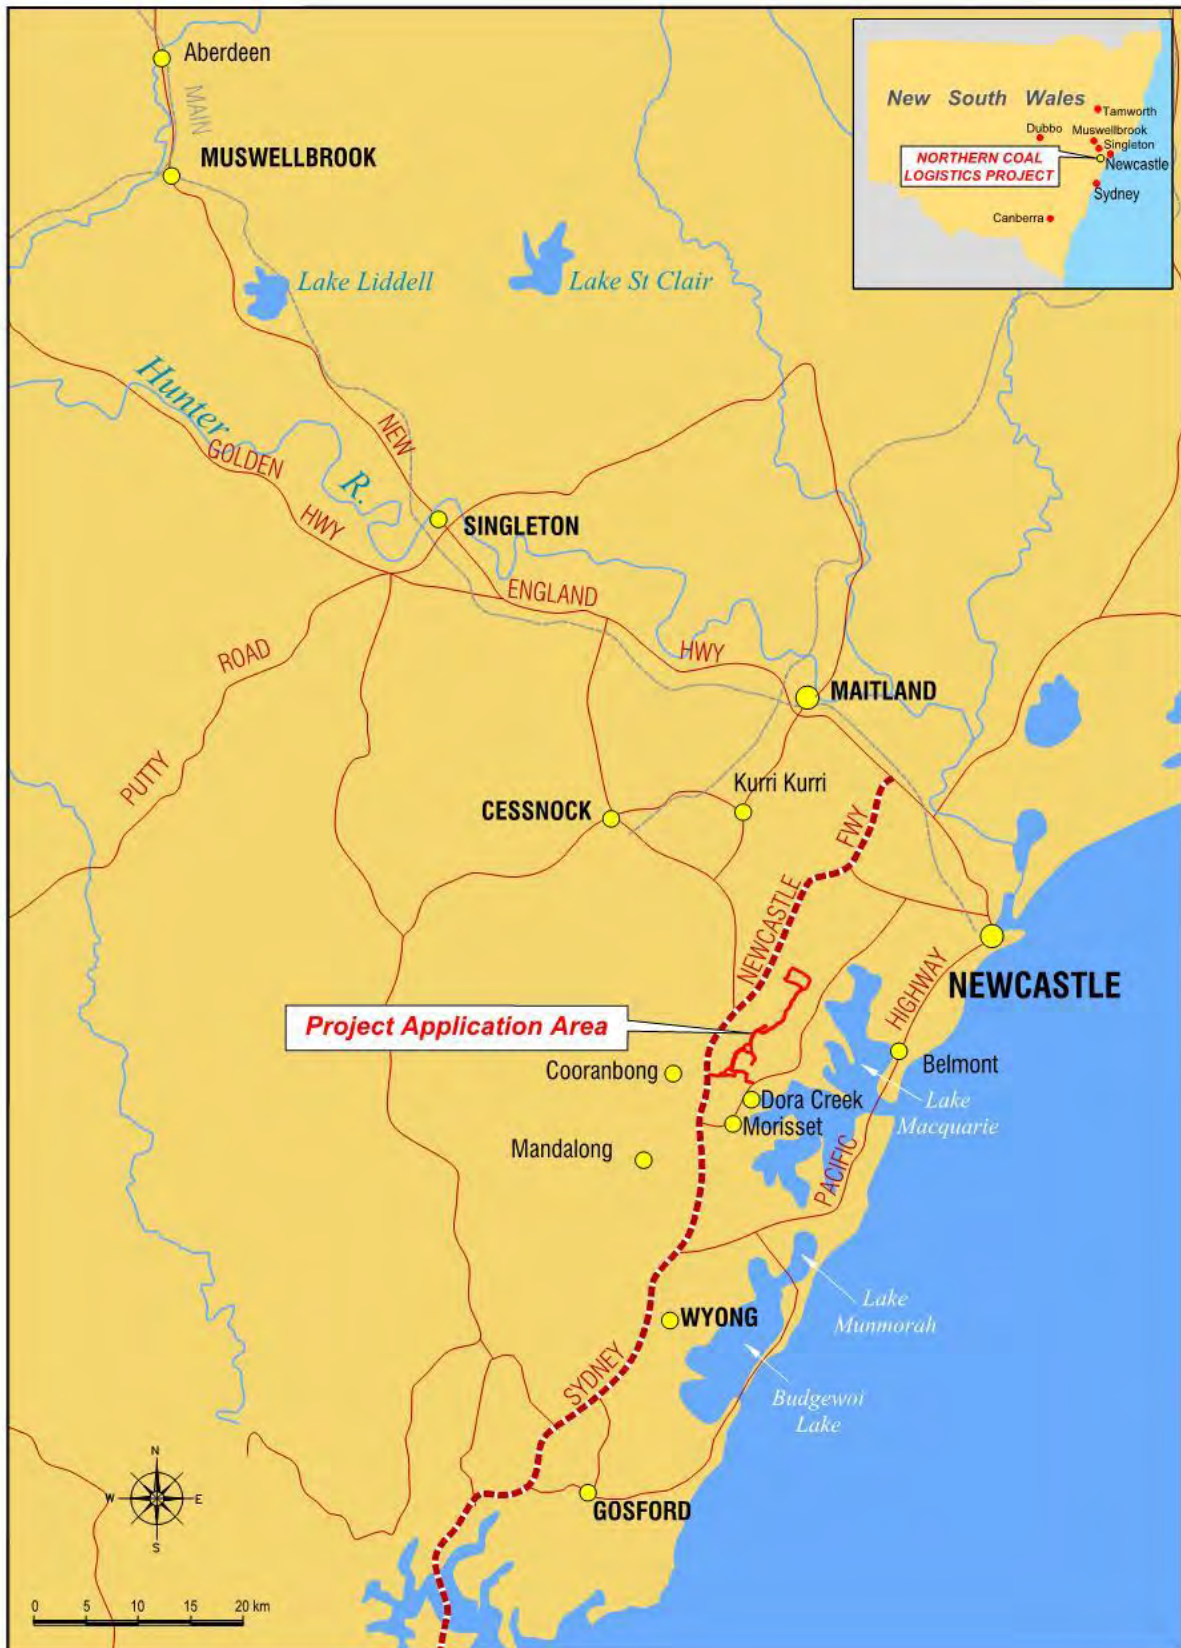 Aberdeen
MAIN
MUSWELLBROOK
New South Wales
Tamworth
Dubbo
Muswellbrook
Singleton
NORTHERN COAL
LOGISTICS PROJECT
Newcastle
Sydney
Canberra
Lake Liddell
Lake St Clair
Hunter
R.
GOLDEN
HWY
NEW
SINGLETON
ENGLAND
HWY
ROAD
PUTTY
MAITLAND
Kurri Kurri
CESSNOCK
FWY
NEWCASTLE
HIGHWAY
NEWCASTLE
Project Application Area
Cooranbong
Belmont
Dora Creek
Lake
Macquarie
Morisset
Mandalong
PACIFIC
Lake
Munmorah
WYONG
SYDNEY
Budgewoi
Lake
GOSFORD
N
W
E
S
0 5 10 15 20 km